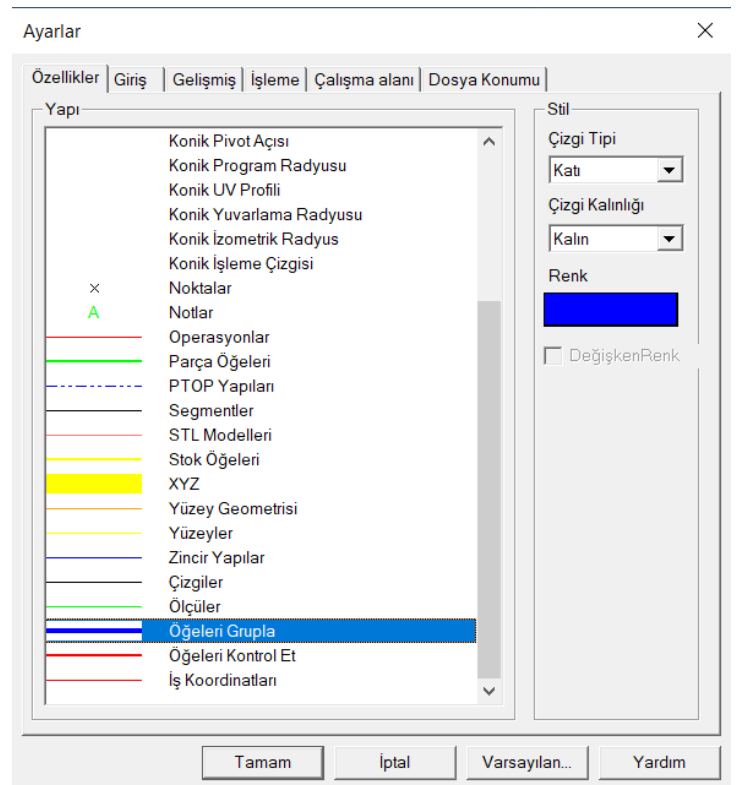 Ayarlar
Özellikler Giriş Gelişmiş İşleme Çalışma alanı Dosya Konumu
Yapı
Konik Pivot Açısı
Konik Program Radyusu
Konik UV Profili
Konik Yuvarlama Radyusu
Konik İzometrik Radyus
Konik İşleme Çizgisi
Noktalar
A Notlar
Operasyonlar
Parça Öğeleri
PTOP Yapıları
Segmentler
STL Modelleri
Stok Öğeleri
XYZ
Yüzey Geometrisi
Yüzeyler
Zincir Yapılar
Çizgiler
Ölçüler
Öğeleri Grupla
Öğeleri Kontrol Et
İş Koordinatları
Stil
Çizgi Tipi
Katı
Çizgi Kalınlığı
Kalın
Renk
DeğişkenRenk
Tamam İptal Varsayılan... Yardım